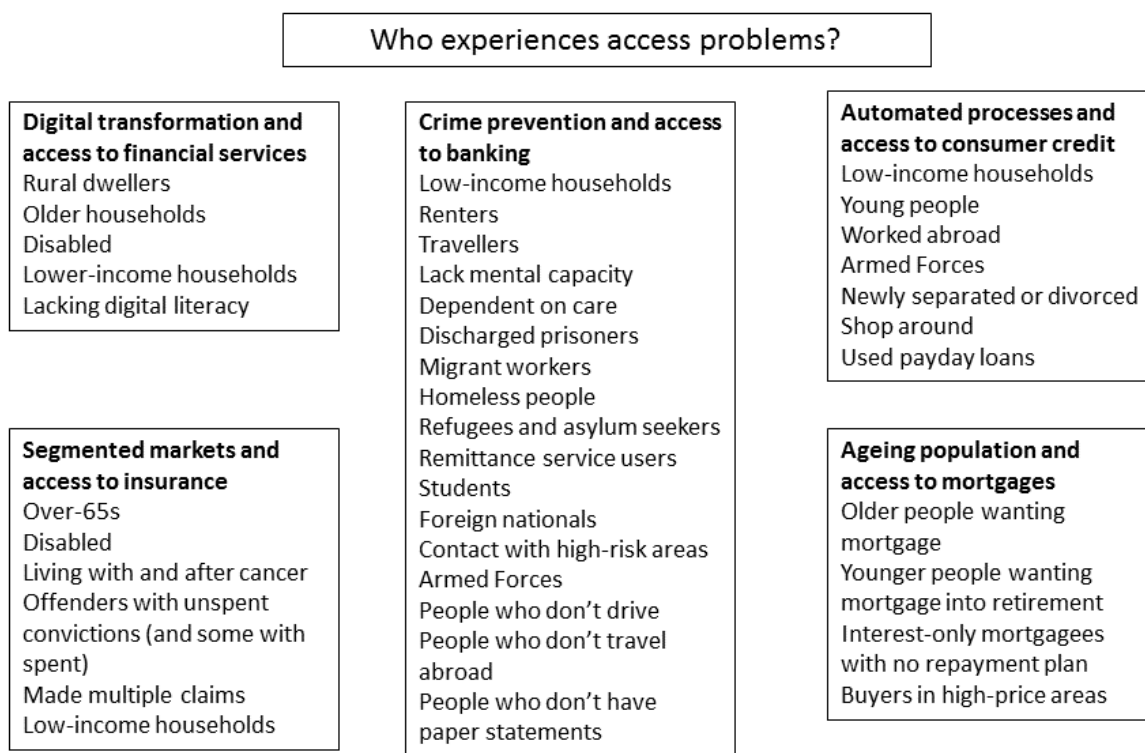 Who experiences access problems?
Digital transformation and
access to financial services
Rural dwellers
Older households
Disabled
Lower-income households
Lacking digital literacy
Segmented markets and
access to insurance
Over-65s
Disabled
Living with and after cancer
Offenders with unspent
convictions (and some with
spent)
Made multiple claims
Low-income households
Crime prevention and access
to banking
Low-income households
Renters
Travellers
Lack mental capacity
Dependent on care
Discharged prisoners
Migrant workers
Homeless people
Refugees and asylum seekers
Remittance service users
Students
Foreign nationals
Contact with high-risk areas
Armed Forces
People who don’t drive
People who don’t travel
abroad
People who don’t have
paper statements
Automated processes and
access to consumer credit
Low-income households
Young people
Worked abroad
Armed Forces
Newly separated or divorced
Shop around
Used payday loans
Ageing population and
access to mortgages
Older people wanting
mortgage
Younger people wanting
mortgage into retirement
Interest-only mortgagees
with no repayment plan
Buyers in high-price areas